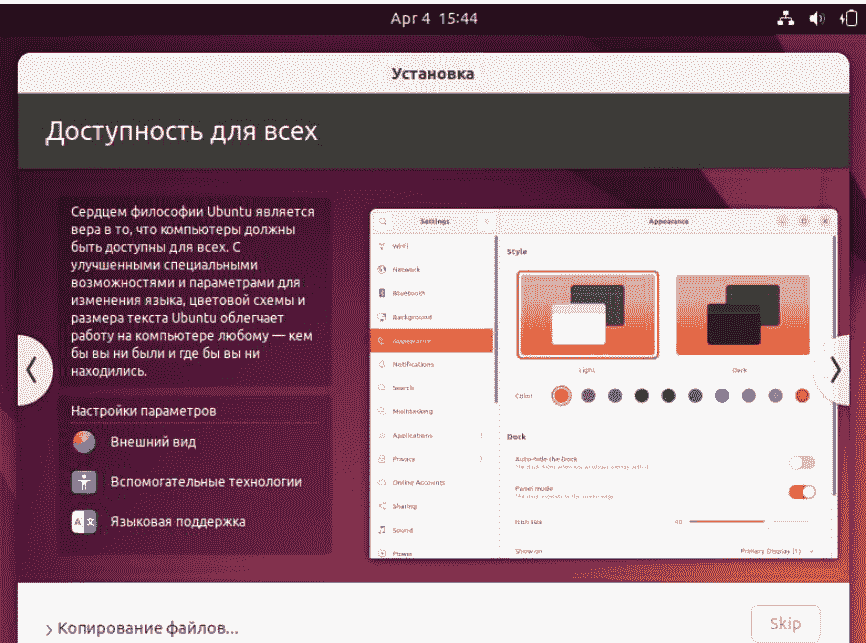 Apr 4 15:44
Установка
Доступность для всех
Сердцем философии Ubuntu является
вера в то, что компьютеры должны
быть доступны для всех. С
улучшенными специальными
возможностями и параметрами для
изменения языка, цветовой схемы и
размера текста Ubuntu облегчает
работу на компьютере любому — кем
бы вы ни были и где бы вы ни
находились.
Настройки параметров
Внешний вид
Вспомогательные технологии
Языковая поддержка
Settings
Appearance
WiFi
Network
Bluetooth
Background
Appearance
Notifications
Search
Multitasking
Applications
Privacy
Online Accounts
Sharing
Sound
Power
Style
Light
Dark
Color
Dock
Auto-hide the Dock
Panel mode
Icon size
Show on
Primary Display (1)
Копирование файлов...
Skip